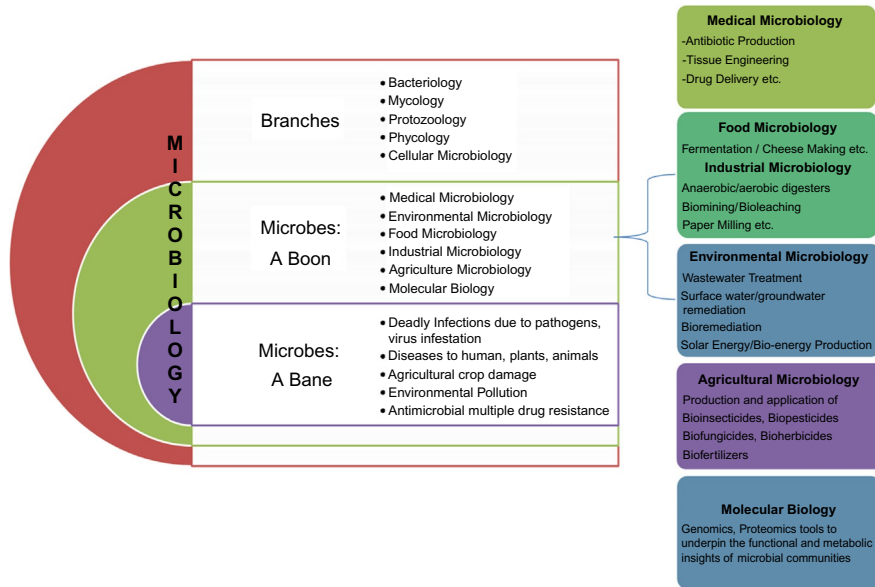 MICROBIOLOGY
Branches
• Bacteriology
• Mycology
• Protozoology
• Phycology
• Cellular Microbiology
Microbes:
A Boon
• Medical Microbiology
• Environmental Microbiology
• Food Microbiology
• Industrial Microbiology
• Agriculture Microbiology
• Molecular Biology
Microbes:
A Bane
• Deadly Infections due to pathogens,
virus infestation
• Diseases to human, plants, animals
• Agricultural crop damage
• Environmental Pollution
• Antimicrobial multiple drug resistance
Medical Microbiology
-Antibiotic Production
-Tissue Engineering
-Drug Delivery etc.
Food Microbiology
Fermentation / Cheese Making etc.
Industrial Microbiology
Anaerobic/aerobic digesters
Biomining/Bioleaching
Paper Milling etc.
Environmental Microbiology
Wastewater Treatment
Surface water/groundwater
remediation
Bioremediation
Solar Energy/Bio-energy Production
Agricultural Microbiology
Production and application of
Bioinsecticides, Biopesticides
Biofungicides, Bioherbicides
Biofertilizers
Molecular Biology
Genomics, Proteomics tools to
underpin the functional and metabolic
insights of microbial communities